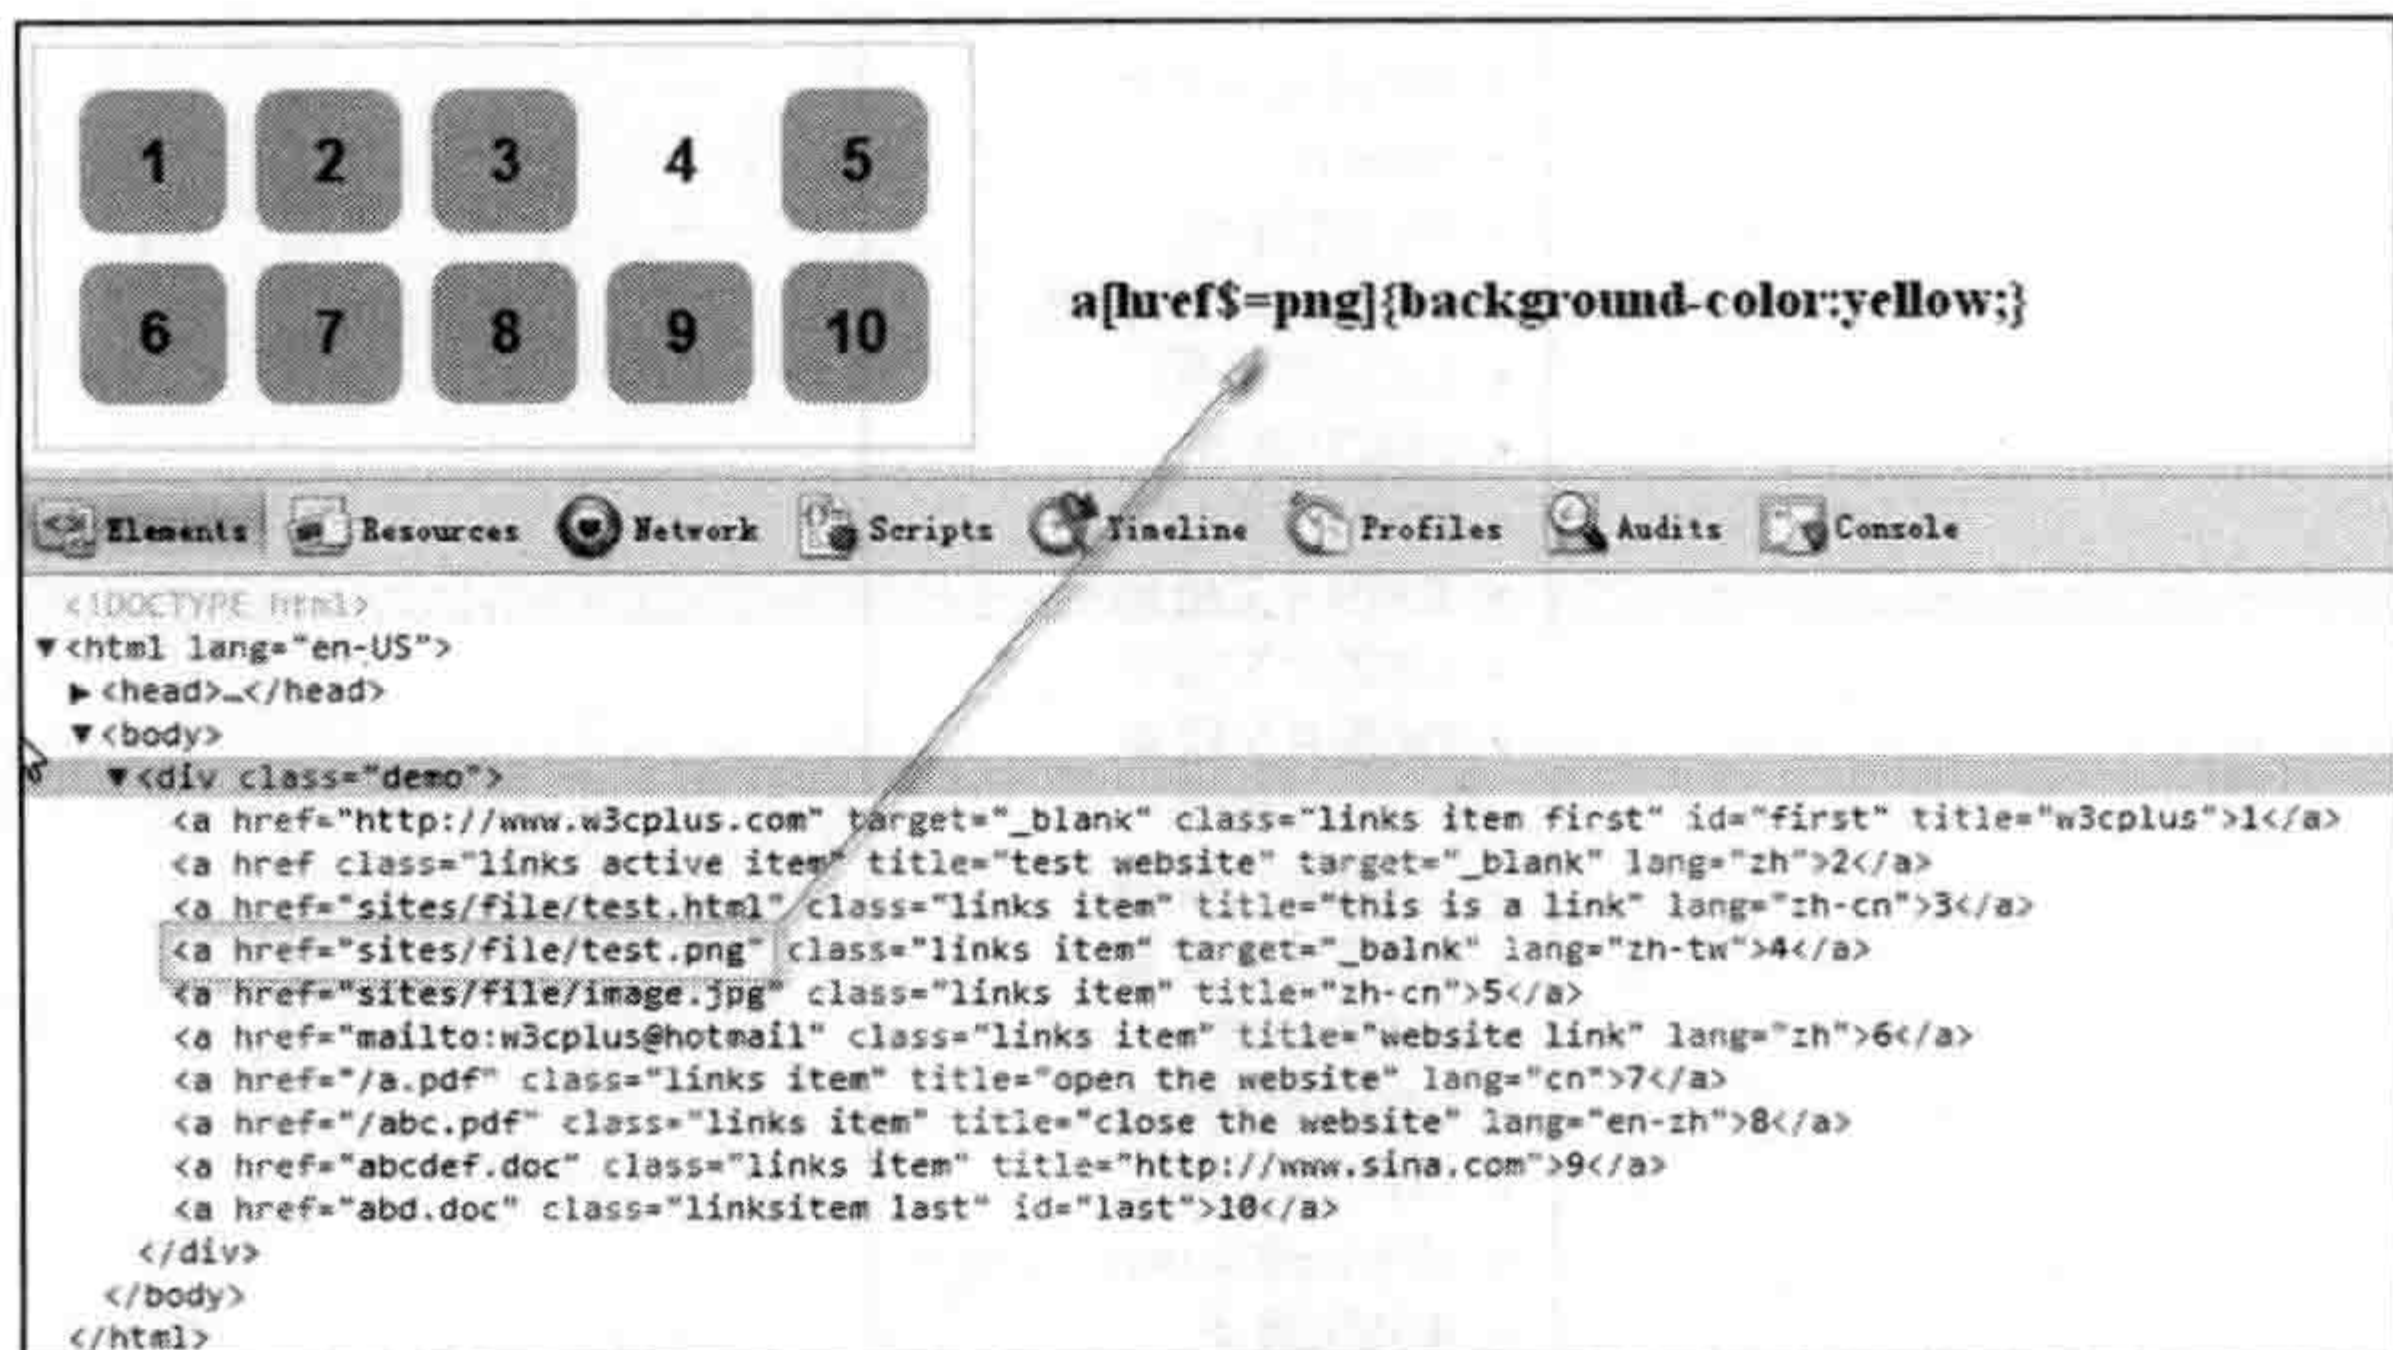 1 2 3 4 5
6 7 8 9 10
a[href$=png]{background-color:yellow;}
Elements Resources Network Scripts Timeline Profiles Audits Console
<!DOCTYPE html>
▼<html lang="en-US">
▶<head>…</head>
▼<body>
▼<div class="demo">
<a href="http://www.w3cplus.com" target="_blank" class="links item first" id="first" title="w3cplus">1</a>
<a href class="links active item" title="test website" target="_blank" lang="zh">2</a>
<a href="sites/file/test.html" class="links item" title="this is a link" lang="zh-cn">3</a>
<a href="sites/file/test.png" class="links item" target="_balnk" lang="zh-tw">4</a>
<a href="sites/file/image.jpg" class="links item" title="zh-cn">5</a>
<a href="mailto:w3cplus@hotmail" class="links item" title="website link" lang="zh">6</a>
<a href="/a.pdf" class="links item" title="open the website" lang="cn">7</a>
<a href="/abc.pdf" class="links item" title="close the website" lang="en-zh">8</a>
<a href="abcdef.doc" class="links item" title="http://www.sina.com">9</a>
<a href="abd.doc" class="linksitem last" id="last">10</a>
</div>
</body>
</html>